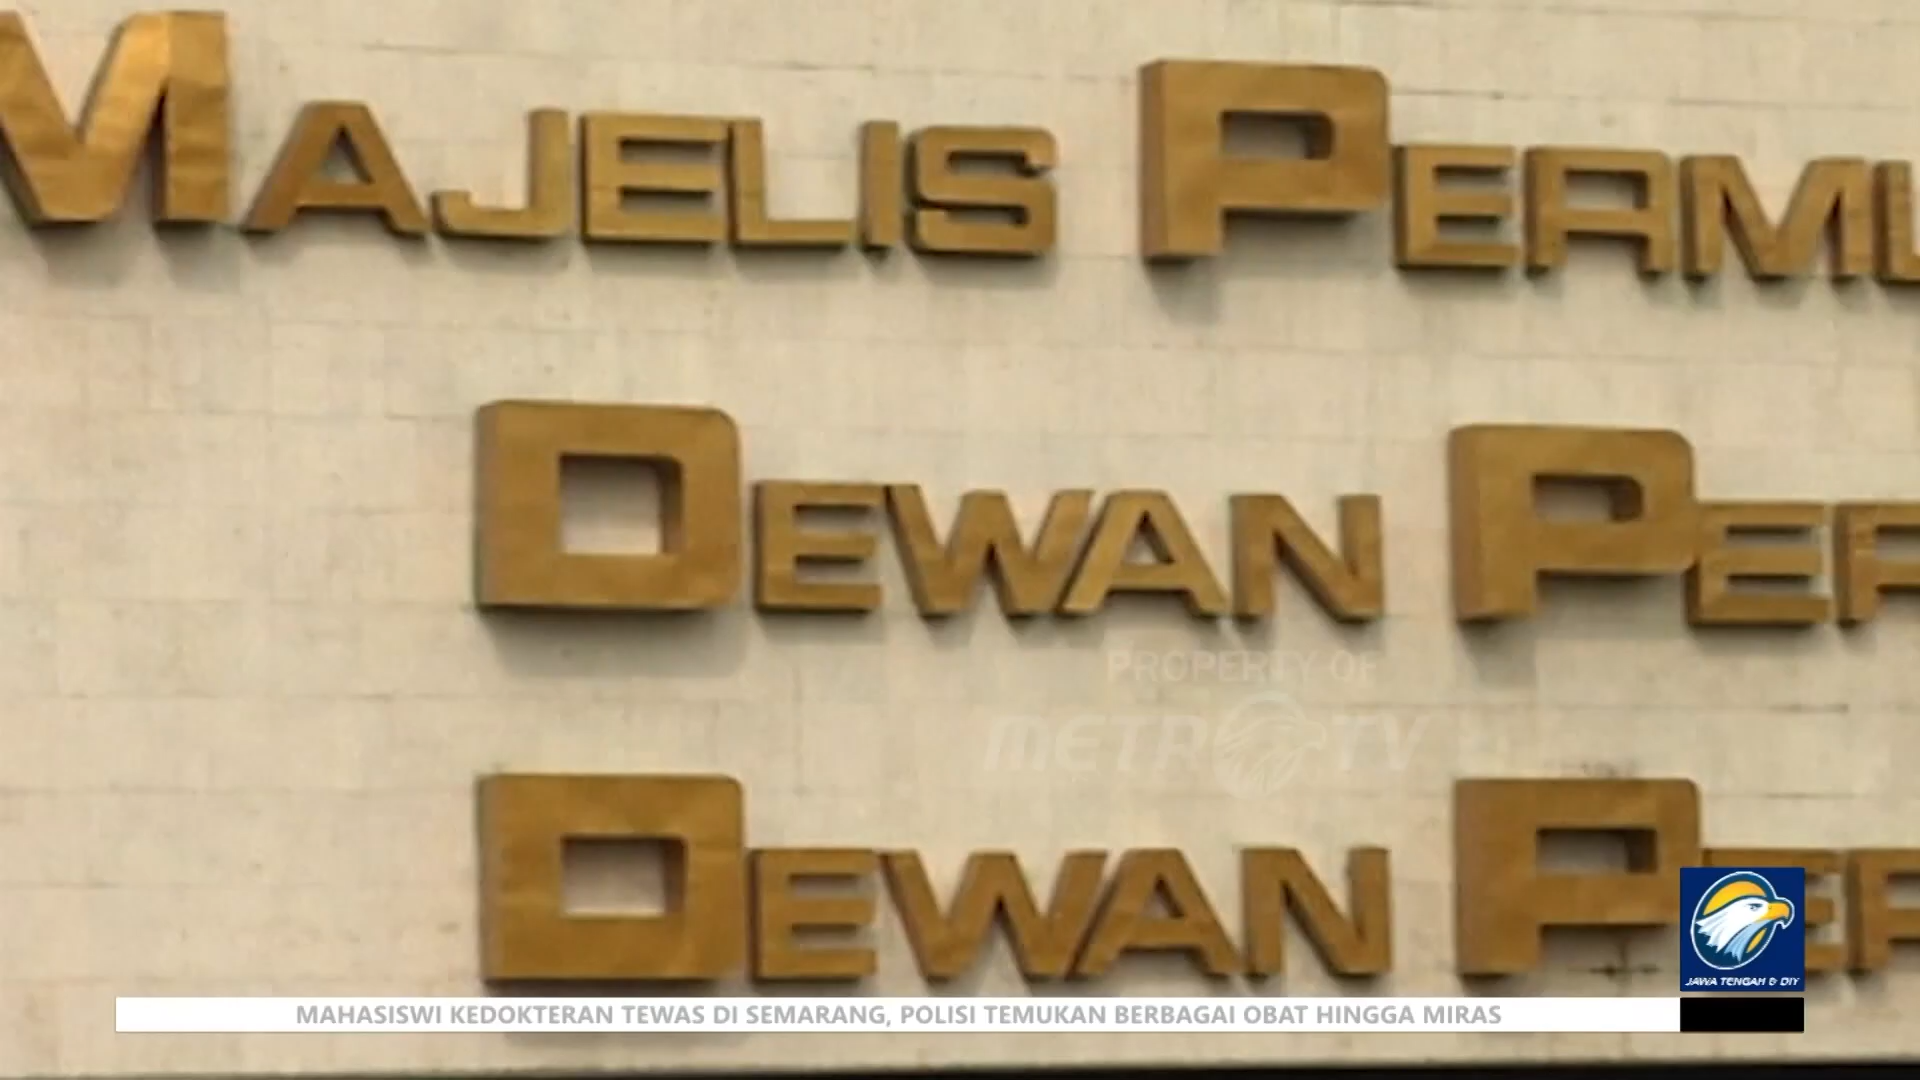 MAJELIS PERMU
DEWAN PER
PROPERTY OF
METRO TV
DEWAN PER
JAWA TENGAH & DIY
MAHASISWI KEDOKTERAN TEWAS DI SEMARANG, POLISI TEMUKAN BERBAGAI OBAT HINGGA MIRAS